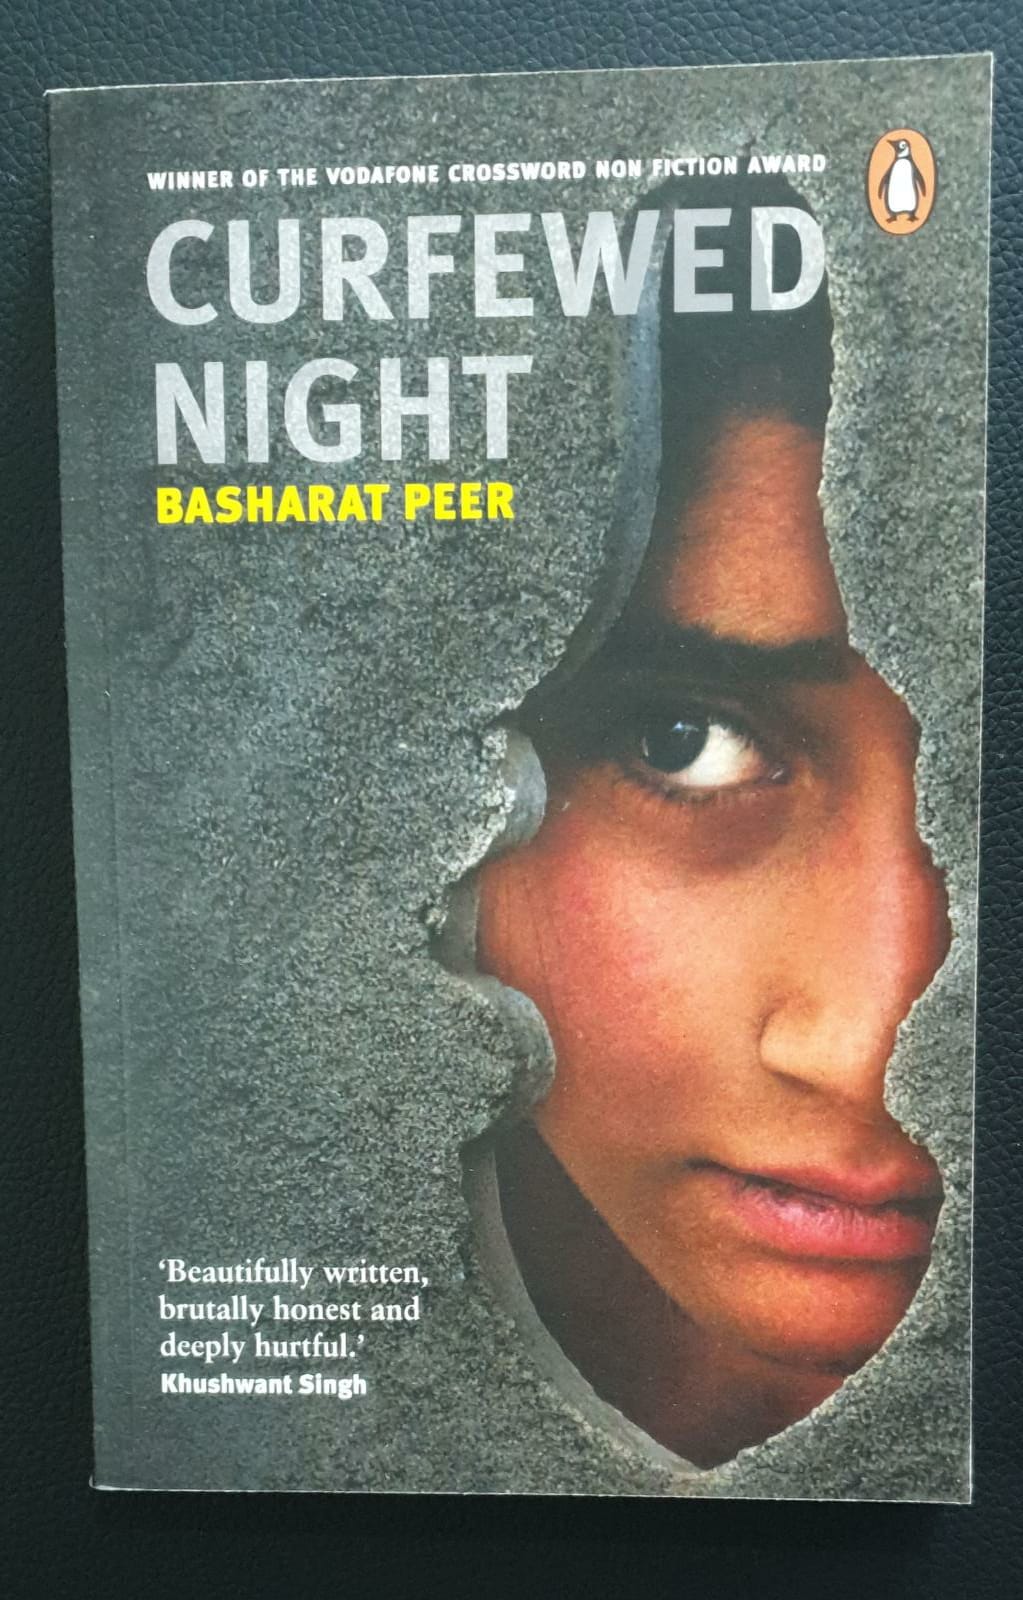 WINNER OF THE VODAFONE CROSSWORD NON FICTION AWARD
CURFEWED
NIGHT
BASHARAT PEER
‘Beautifully written,
brutally honest and
deeply hurtful.’
Khushwant Singh